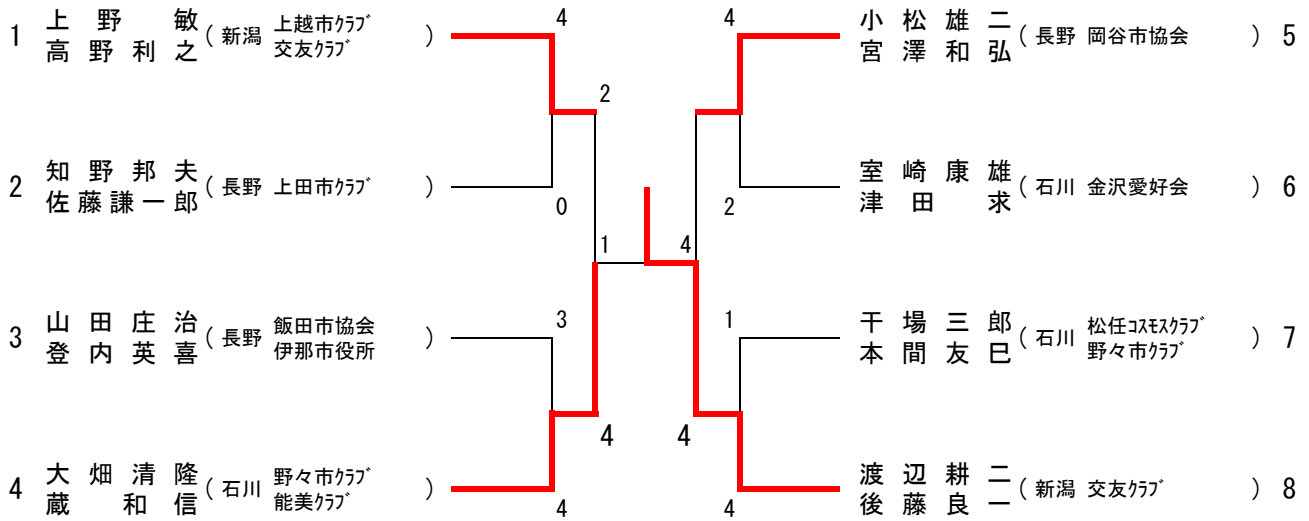 1 上野 敏 ( 新潟 上越市ｸﾗﾌﾞ )
高野利之 交友ｸﾗﾌﾞ
4
2 知野邦夫 ( 長野 上田市ｸﾗﾌﾞ )
佐藤謙一郎
0
2
3 山田庄治 ( 長野 飯田市協会 )
登内英喜 伊那市役所
3
4 大畑清隆 ( 石川 野々市ｸﾗﾌﾞ )
蔵 和信 能美ｸﾗﾌﾞ
4
4
1
4
4
小松雄二 ( 長野 岡谷市協会 ) 5
宮澤和弘
4
室崎康雄 ( 石川 金沢愛好会 ) 6
津田 求
2
干場三郎 ( 石川 松任ｺｽﾓｽｸﾗﾌﾞ ) 7
本間友巳 野々市ｸﾗﾌﾞ
1
渡辺耕二 ( 新潟 交友ｸﾗﾌﾞ ) 8
後藤良一
4